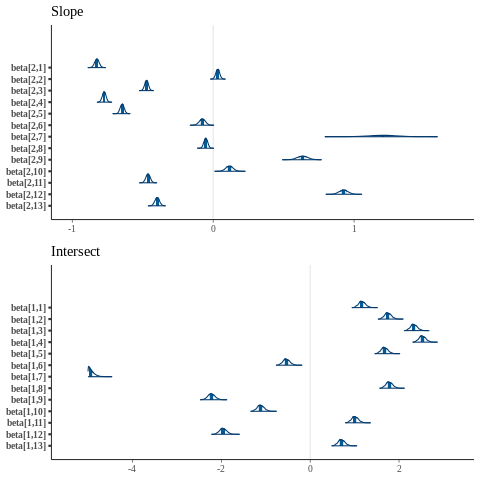 Slope
beta[2,1]
beta[2,2]
beta[2,3]
beta[2,4]
beta[2,5]
beta[2,6]
beta[2,7]
beta[2,8]
beta[2,9]
beta[2,10]
beta[2,11]
beta[2,12]
beta[2,13]
-1 0 1
Intersect
beta[1,1]
beta[1,2]
beta[1,3]
beta[1,4]
beta[1,5]
beta[1,6]
beta[1,7]
beta[1,8]
beta[1,9]
beta[1,10]
beta[1,11]
beta[1,12]
beta[1,13]
-4 -2 0 2